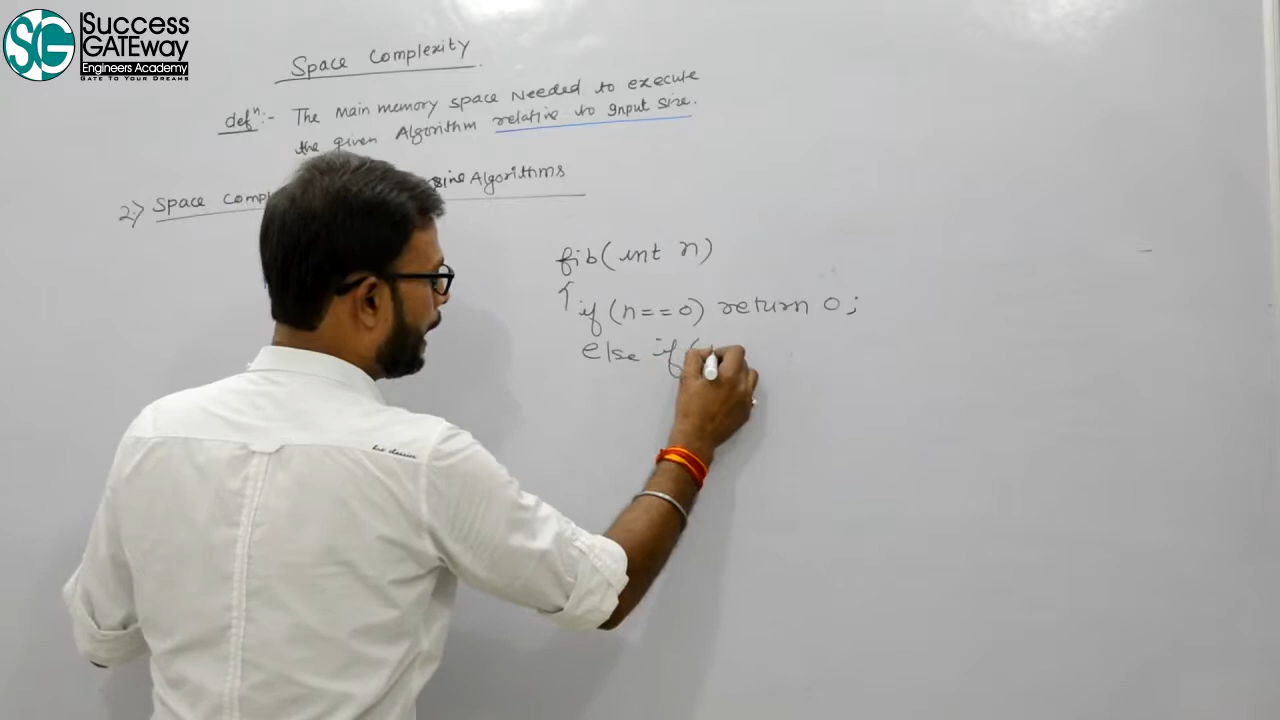 Success
GATEway
Engineers Academy
GATE TO YOUR DREAMS
Space Complexity
defn:- The Main memory space Needed to execute
the given Algorithm relative to Input size.
2:> Space Algorithms
fib(int n)
{
if (n==0) return 0;
else if (